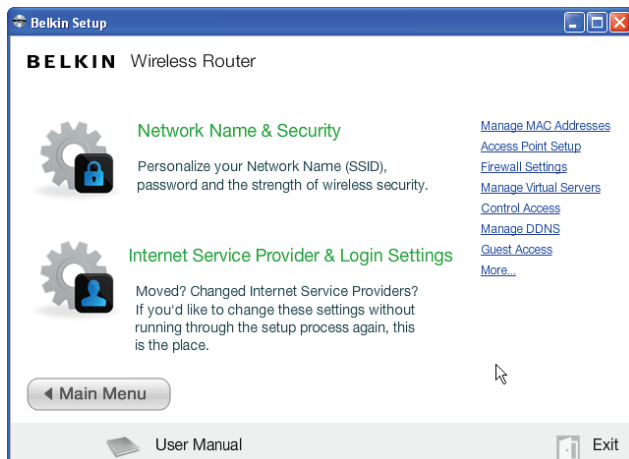 Belkin Setup
BELKIN Wireless Router
Network Name & Security
Personalize your Network Name (SSID),
password and the strength of wireless security.
Internet Service Provider & Login Settings
Moved? Changed Internet Service Providers?
If you'd like to change these settings without
running through the setup process again, this
is the place.
Manage MAC Addresses
Access Point Setup
Firewall Settings
Manage Virtual Servers
Control Access
Manage DDNS
Guest Access
More...
Main Menu
User Manual
Exit